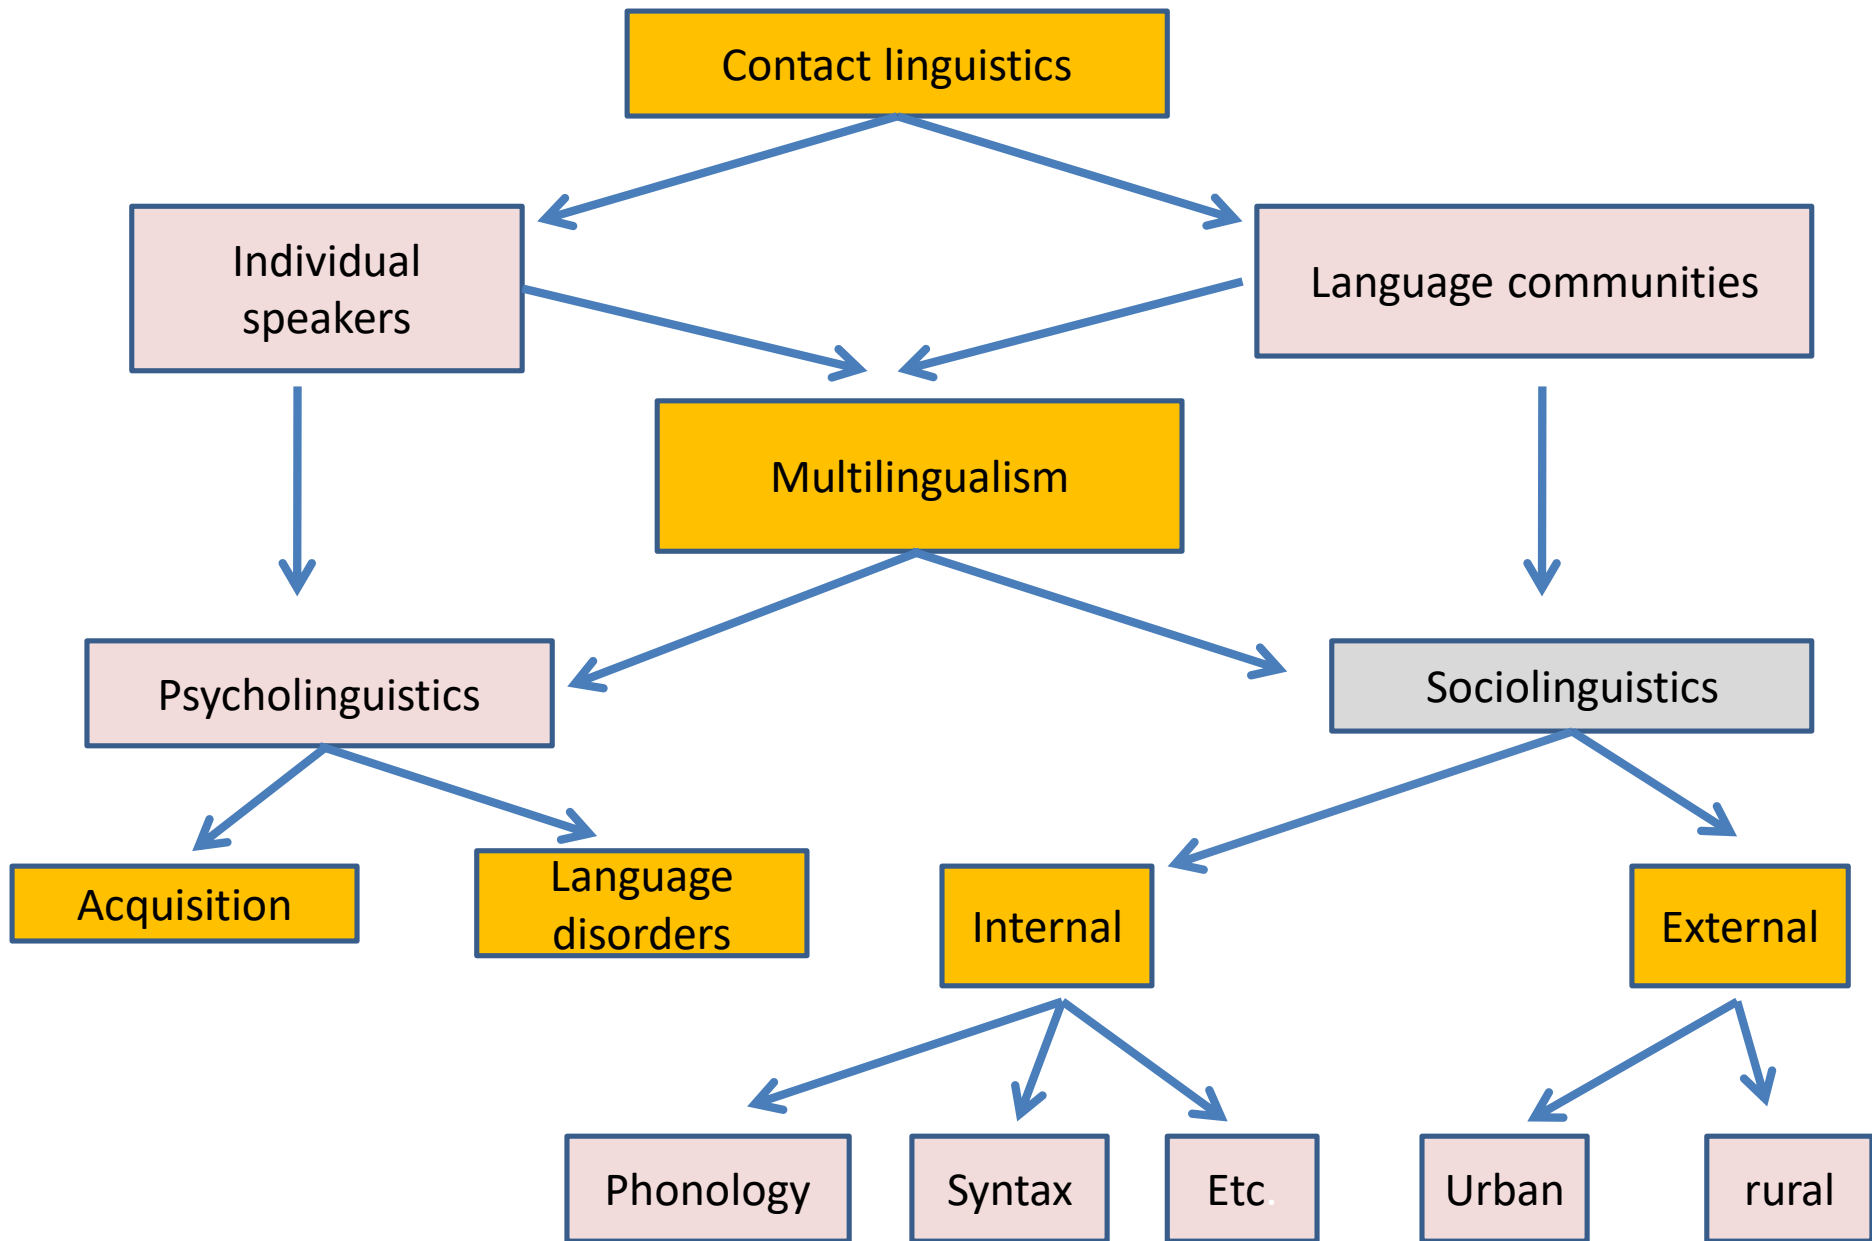 Contact linguistics
Individual
speakers
Language communities
Multilingualism
Psycholinguistics
Sociolinguistics
Acquisition
Language
disorders
Internal
External
Phonology
Syntax
Etc.
Urban
rural